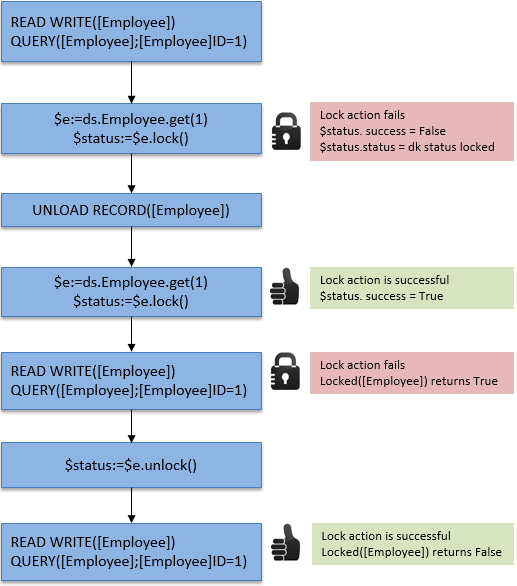 READ WRITE([Employee])
QUERY([Employee];[Employee]ID=1)
$e:=ds.Employee.get(1)
$status:=$e.lock()
Lock action fails
$status. success = False
$status.status = dk status locked
UNLOAD RECORD([Employee])
$e:=ds.Employee.get(1)
$status:=$e.lock()
Lock action is successful
$status. success = True
READ WRITE([Employee])
QUERY([Employee];[Employee]ID=1)
Lock action fails
Locked([Employee]) returns True
$status:=$e.unlock()
READ WRITE([Employee])
QUERY([Employee];[Employee]ID=1)
Lock action is successful
Locked([Employee]) returns False